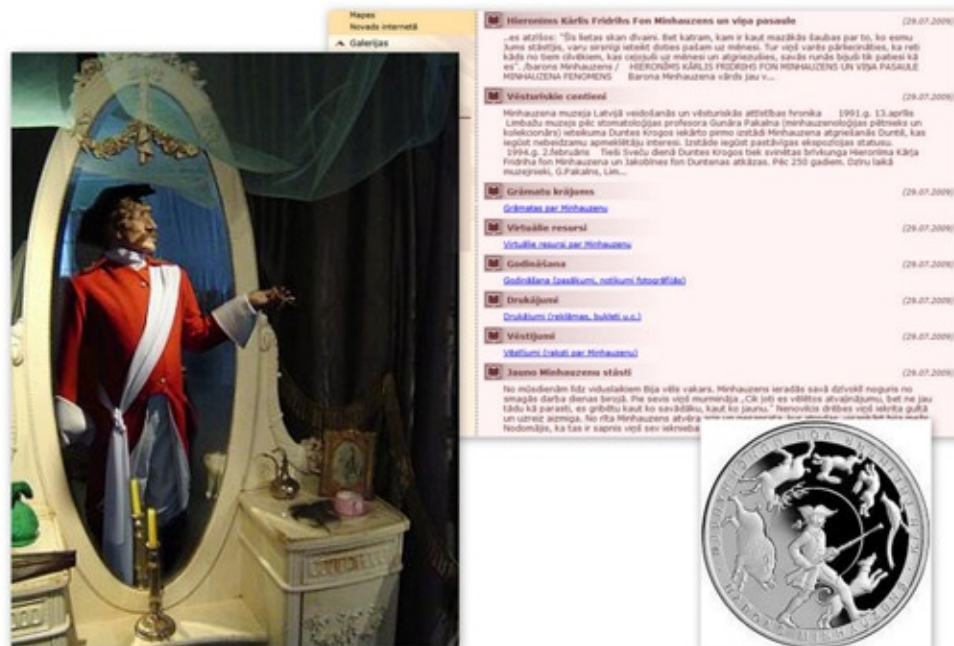 Mapes
Novads internetā
Galerijas
Hieronims Kārlis Fridrihs Fon Minhauzens un viņa pasaule (29.07.2009)
..es atzīšos: "Šīs lietas skan dīvaini. Bet katram, kam ir kaut mazākās šaubas par to, ko esmu
Jums stāstījis, varu sirsnīgi ieteikt doties pašam uz mēnesi. Tur viņš varēs pārliecināties, ka reti
kāds no tiem cilvēkiem, kas ceļojuši uz mēnesi un atgriezušies, savās runās bijuši tik patiesi kā
es". /barons Minhauzens / HIERONĪMS KĀRLIS FRIDRIHS FON MINHAUZENS UN VIŅA PASAULE
MINHAUZENA FENOMENS Barona Minhauzena vārds jau v...
Vēsturiskie centieni (29.07.2009)
Minhauzena muzeja Latvijā veidošanās un vēsturiskās attīstības hronika 1991.g. 13.aprīlis
Limbažu muzejs pēc stomatoloģijas profesora Gunāra Pakalna (minhauzenoloģijas pētnieks un
kolekcionārs) ieteikuma Duntes Krogos iekārto pirmo izstādi Minhauzena atgriešanās Duntē, kas
iegūst nebeidzamu apmeklētāju interesi. Izstāde iegūst pastāvīgas ekspozīcijas statusu.
1994.g. 2.februāris Tieši Sveču dienā Duntes Krogos tiek svinētas brīvkunga Hieronima Kārļa
Fridriha fon Minhauzena un Jakobīnes fon Duntenas atkāzas. Pēc 250 gadiem. Dzīru laikā
muzejnieki, G.Pakalns, Lim...
Grāmatu krājums (29.07.2009)
Grāmatas par Minhauzenu
Virtuālie resursi (29.07.2009)
Virtuālie resursi par Minhauzenu
Godināšana (29.07.2009)
Godināšana (pasākumi, notikumi fotogrāfijās)
Drukājumi (29.07.2009)
Drukājumi (reklāmas, bukleti u.c.)
Vēstījumi (29.07.2009)
Vēstījumi (raksti par Minhauzenu)
Jauno Minhauzenu stāsti (29.07.2009)
No mūsdienām līdz viduslaikiem Bija vēls vakars. Minhauzens ieradās savā dzīvoklī noguris no
smagās darba dienas birojā. Pie sevis viņš murmināja „Cik ļoti es vēlētos atvaļinājumu, bet ne jau
tādu kā parasti, es gribētu kaut ko savādāku, kaut ko jaunu." Nenovilcis drēbes viņš iekrita gultā
un uzreiz aizmiga. No rīta Minhauzens atvēra
Nodomājis, ka tas ir sapnis viņš sev ieknieba
BARONS MINHAUZENS